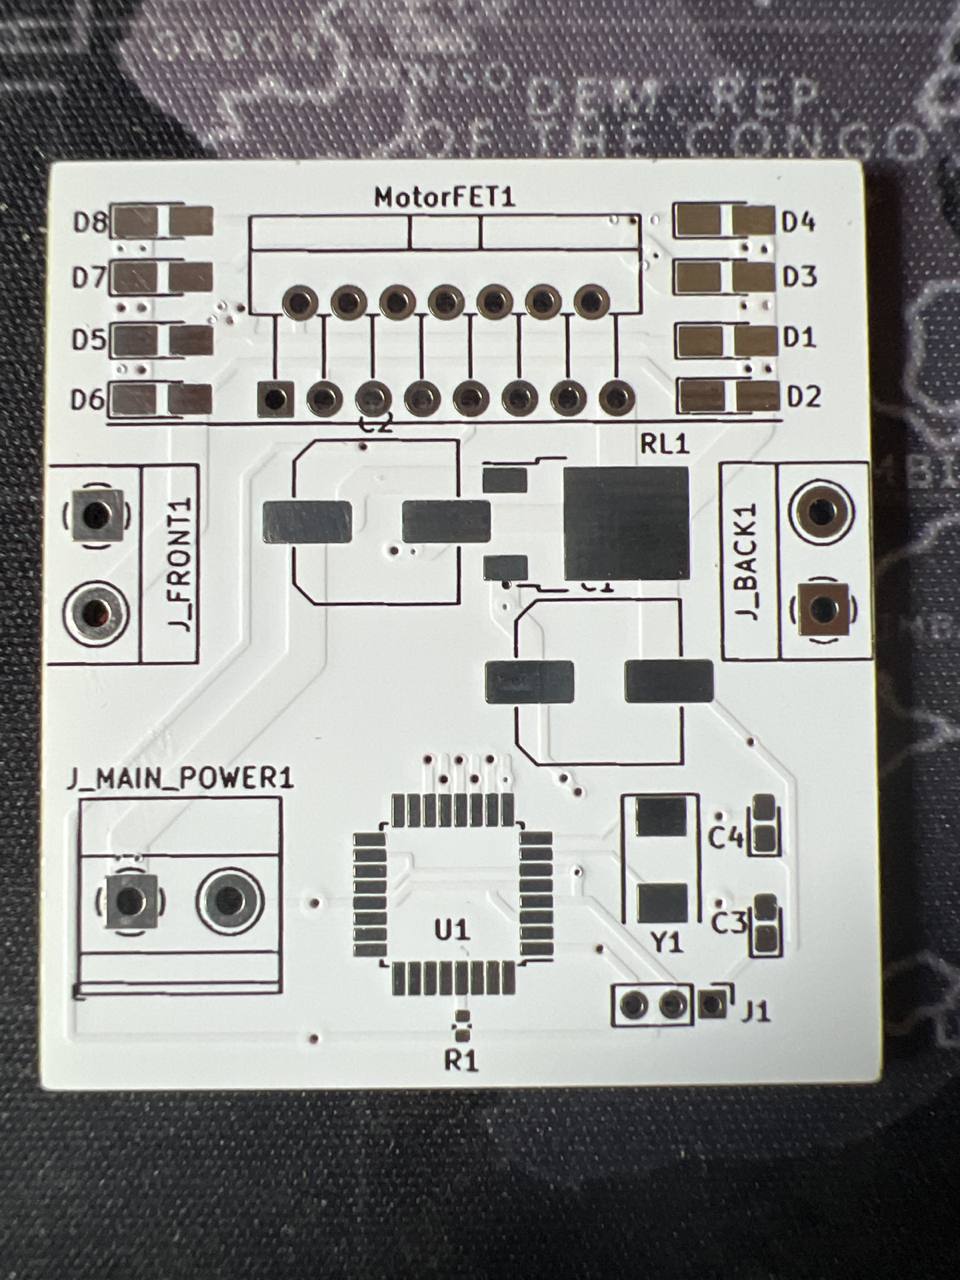 GABON
CONGO
DEM. REP.
OF THE CONGO
MotorFET1
D8
D4
D7
D3
D5
D1
D6
D2
C2
RL1
J_FRONT1
J_BACK1
C1
J_MAIN_POWER1
C4
C3
U1
Y1
J1
R1